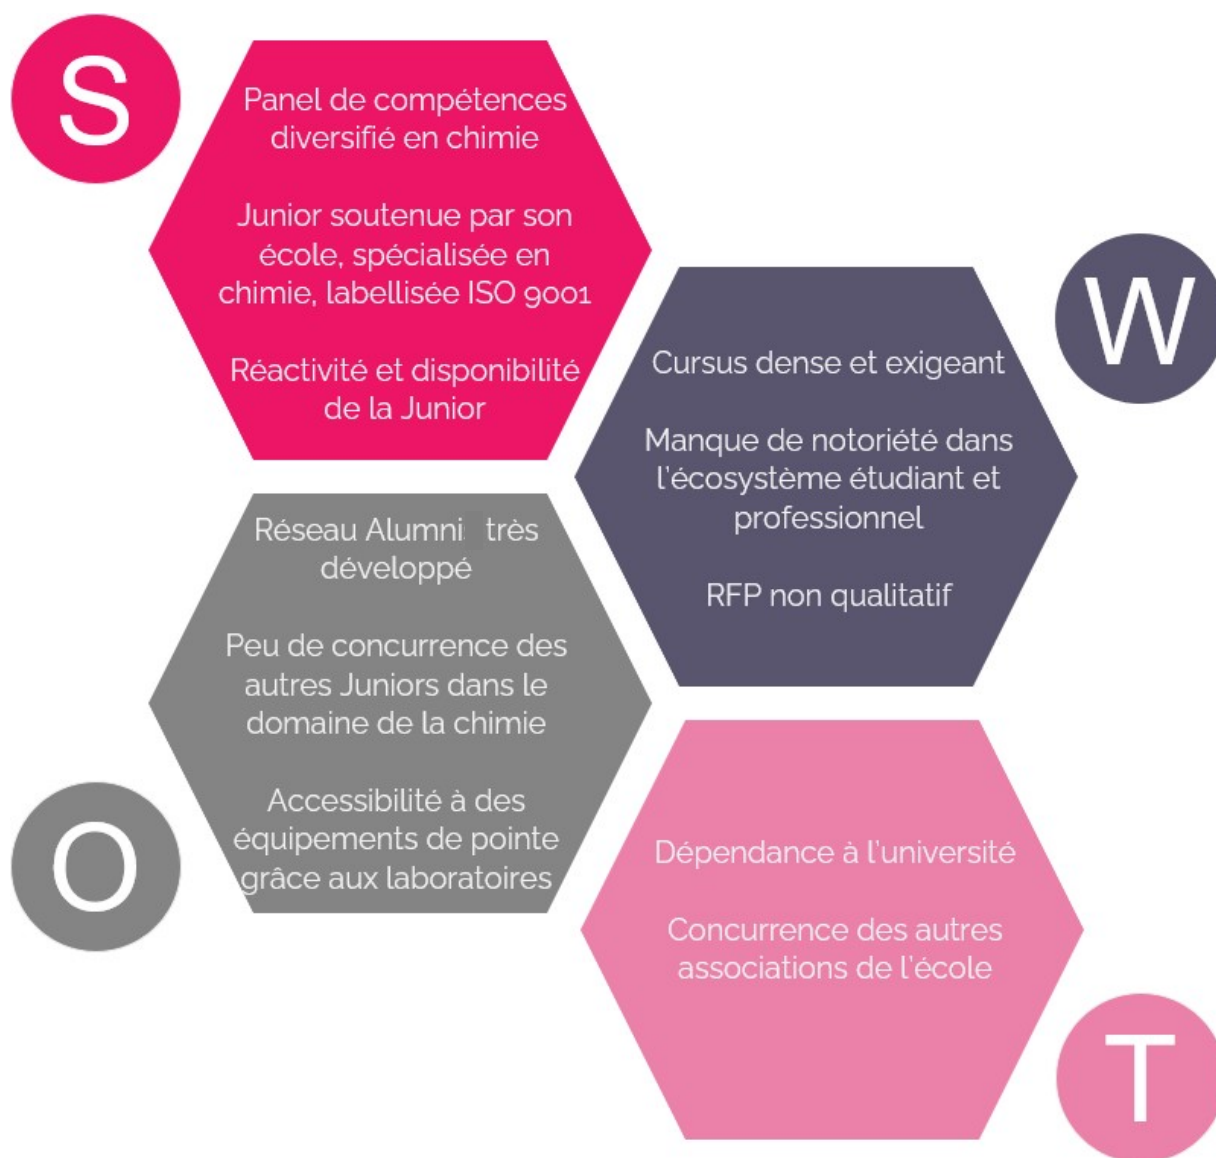 S
Panel de compétences
diversifié en chimie
Junior soutenue par son
école, spécialisée en
chimie, labellisée ISO 9001
Réactivité et disponibilité
de la Junior
W
Cursus dense et exigeant
Manque de notoriété dans
l'écosystème étudiant et
professionnel
RFP non qualitatif
O
Réseau Alumni très
développé
Peu de concurrence des
autres Juniors dans le
domaine de la chimie
Accessibilité à des
équipements de pointe
grâce aux laboratoires
T
Dépendance à l'université
Concurrence des autres
associations de l'école